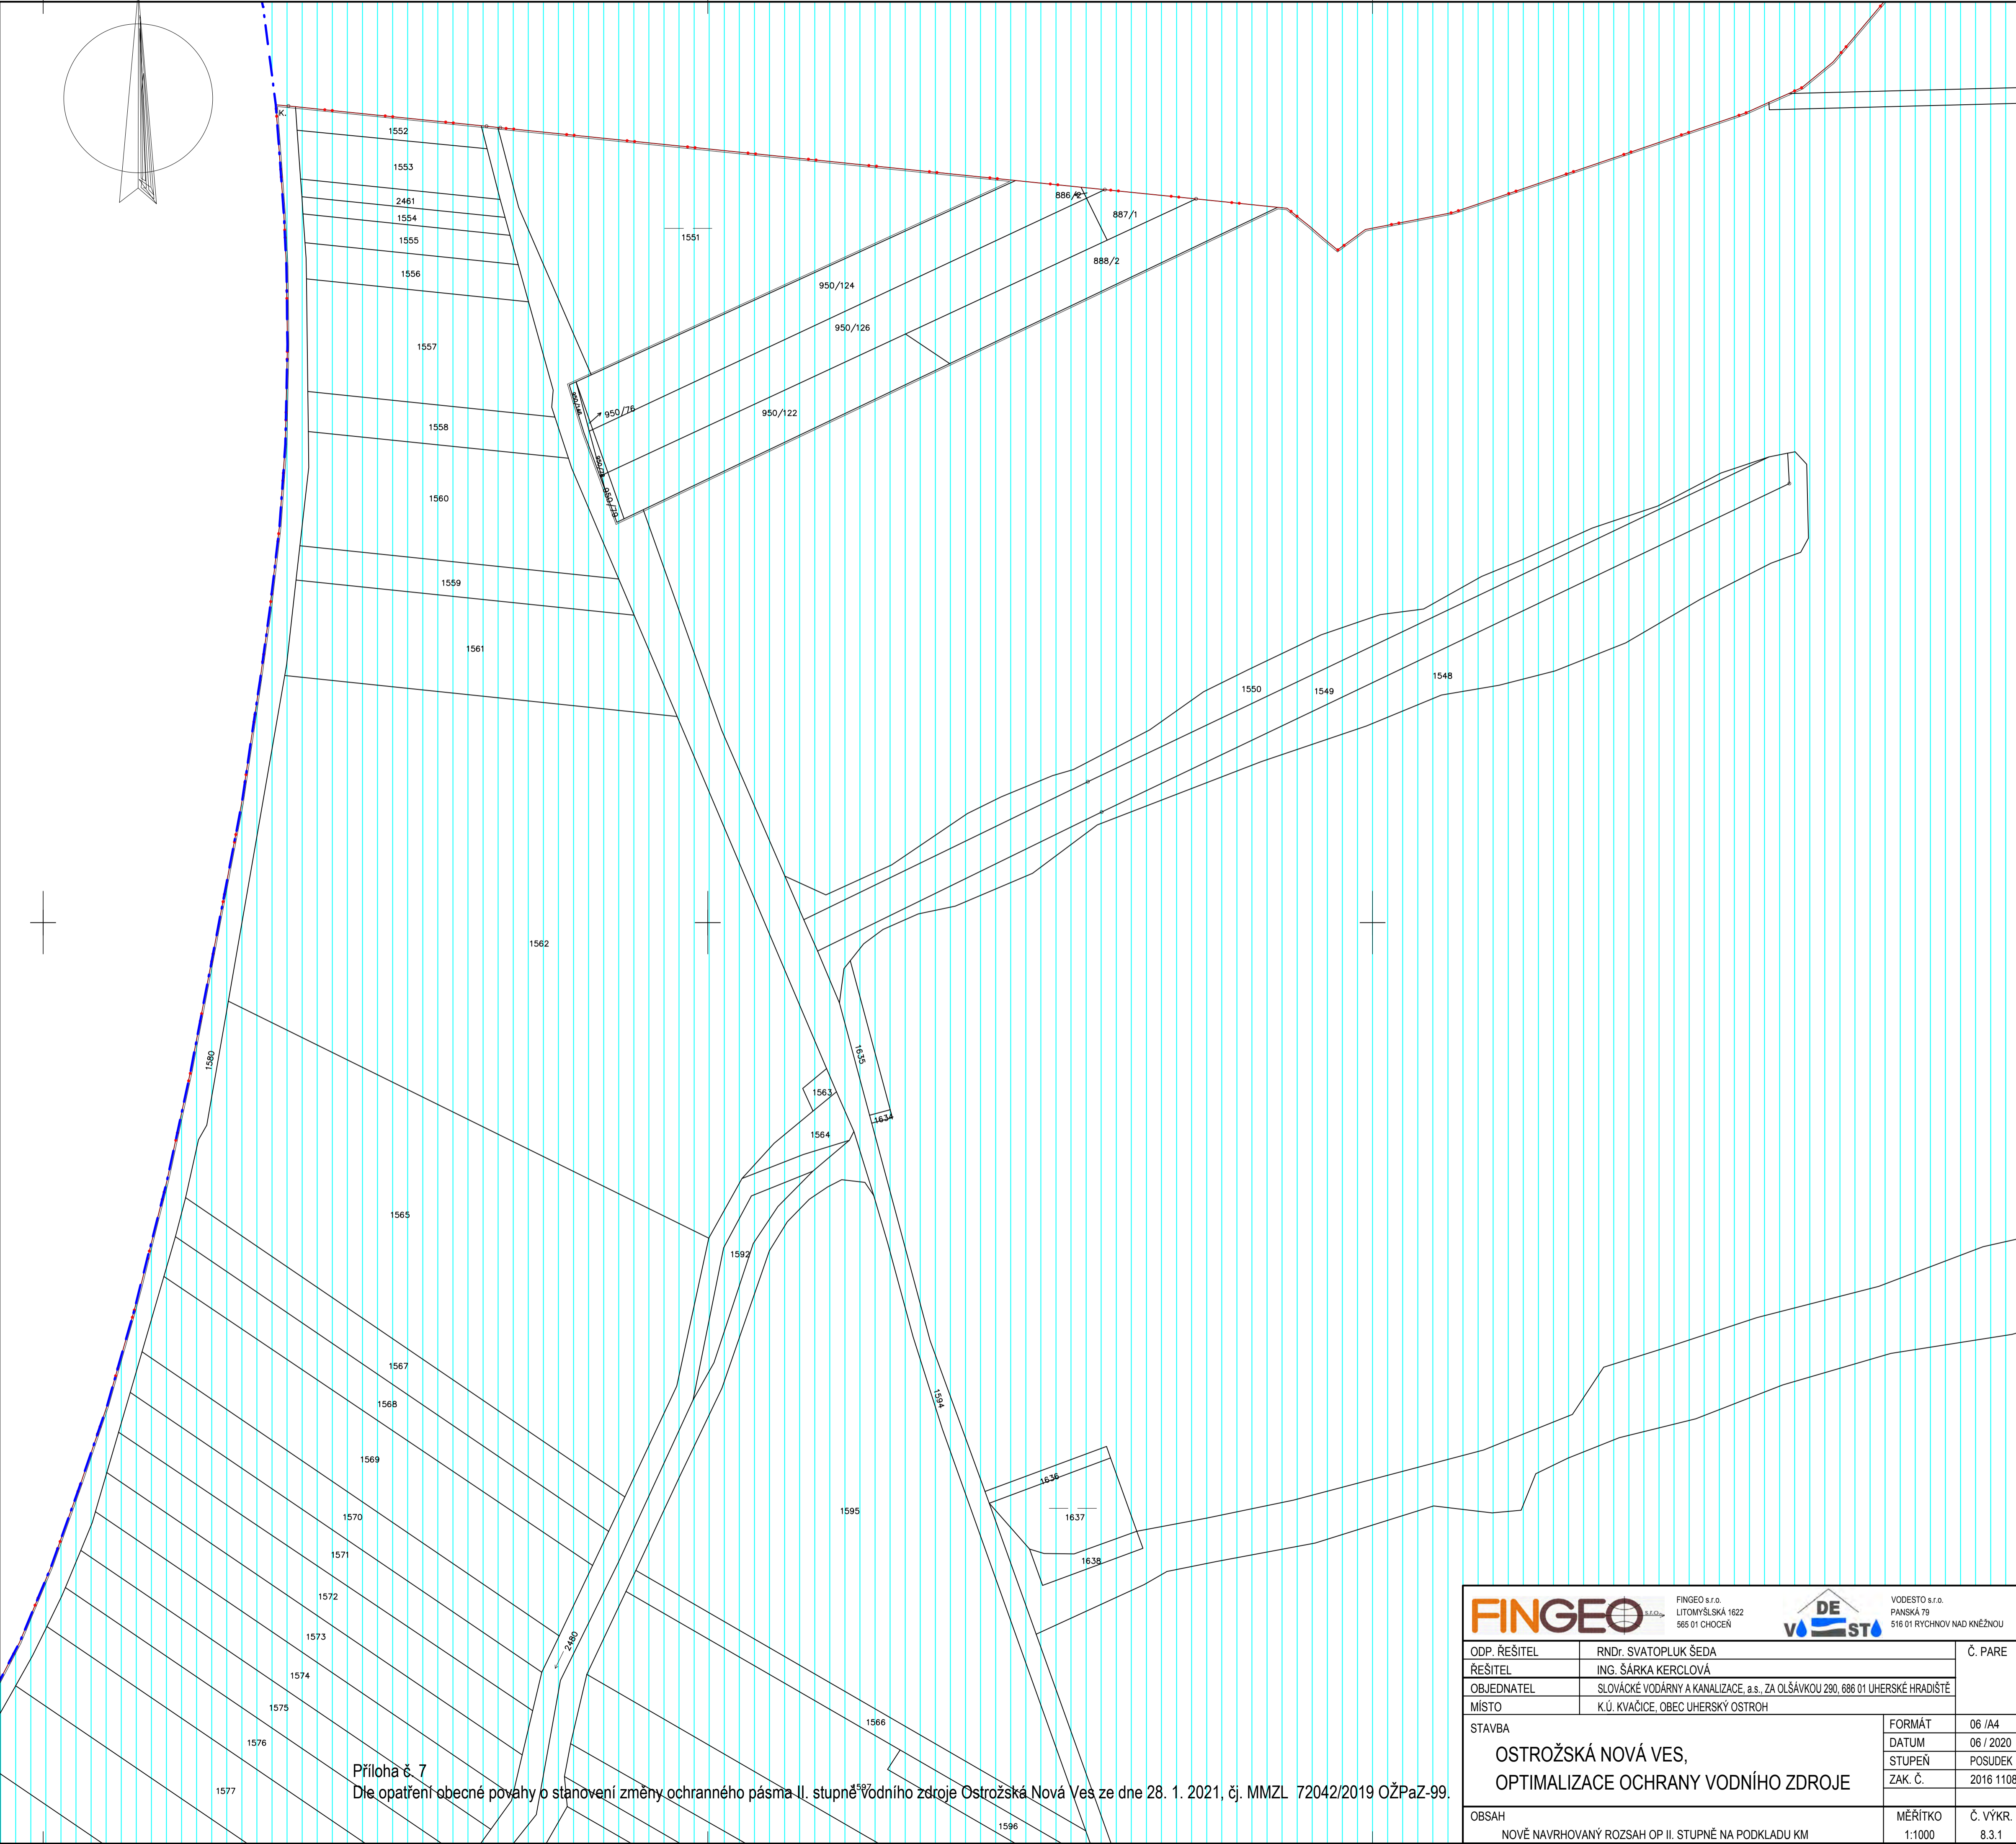 K.
1552
1553
2461
1554
1555
1556
1557
1558
1560
1559
1561
1562
1551
886/2
887/1
888/2
950/124
950/126
950/76
950/122
950/79
1550
1549
1548
1580
1635
1563
1634
1564
1565
1592
1567
1568
1569
1570
1571
1572
1573
1574
1575
1576
1577
1594
1595
1636
1637
1638
2480
1566
1597
1596
Příloha č. 7
Dle opatření obecné povahy o stanovení změny ochranného pásma II. stupně vodního zdroje Ostrožská Nová Ves ze dne 28. 1. 2021, čj. MMZL 72042/2019 OŽPaZ-99.
FINGEO s.r.o.
FINGEO s.r.o.
LITOMYŠLSKÁ 1622
565 01 CHOCEŇ
VODESTO
VODESTO s.r.o.
PANSKÁ 79
516 01 RYCHNOV NAD KNĚŽNOU
ODP. ŘEŠITEL RNDr. SVATOPLUK ŠEDA Č. PARE
ŘEŠITEL ING. ŠÁRKA KERCLOVÁ
OBJEDNATEL SLOVÁCKÉ VODÁRNY A KANALIZACE, a.s., ZA OLŠÁVKOU 290, 686 01 UHERSKÉ HRADIŠTĚ
MÍSTO K.Ú. KVAČICE, OBEC UHERSKÝ OSTROH
STAVBA
OSTROŽSKÁ NOVÁ VES,
OPTIMALIZACE OCHRANY VODNÍHO ZDROJE
FORMÁT 06 /A4
DATUM 06 / 2020
STUPEŇ POSUDEK
ZAK. Č. 2016 1108
OBSAH
NOVĚ NAVRHOVANÝ ROZSAH OP II. STUPNĚ NA PODKLADU KM
MĚŘÍTKO Č. VÝKR.
1:1000 8.3.1